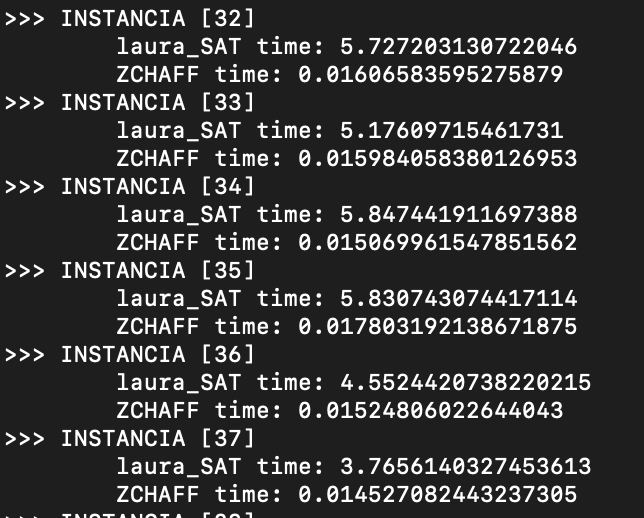 >>> INSTANCIA [32]
laura_SAT time: 5.727203130722046
ZCHAFF time: 0.01606583595275879
>>> INSTANCIA [33]
laura_SAT time: 5.17609715461731
ZCHAFF time: 0.015984058380126953
>>> INSTANCIA [34]
laura_SAT time: 5.847441911697388
ZCHAFF time: 0.015069961547851562
>>> INSTANCIA [35]
laura_SAT time: 5.830743074417114
ZCHAFF time: 0.017803192138671875
>>> INSTANCIA [36]
laura_SAT time: 4.5524420738220215
ZCHAFF time: 0.01524806022644043
>>> INSTANCIA [37]
laura_SAT time: 3.7656140327453613
ZCHAFF time: 0.014527082443237305